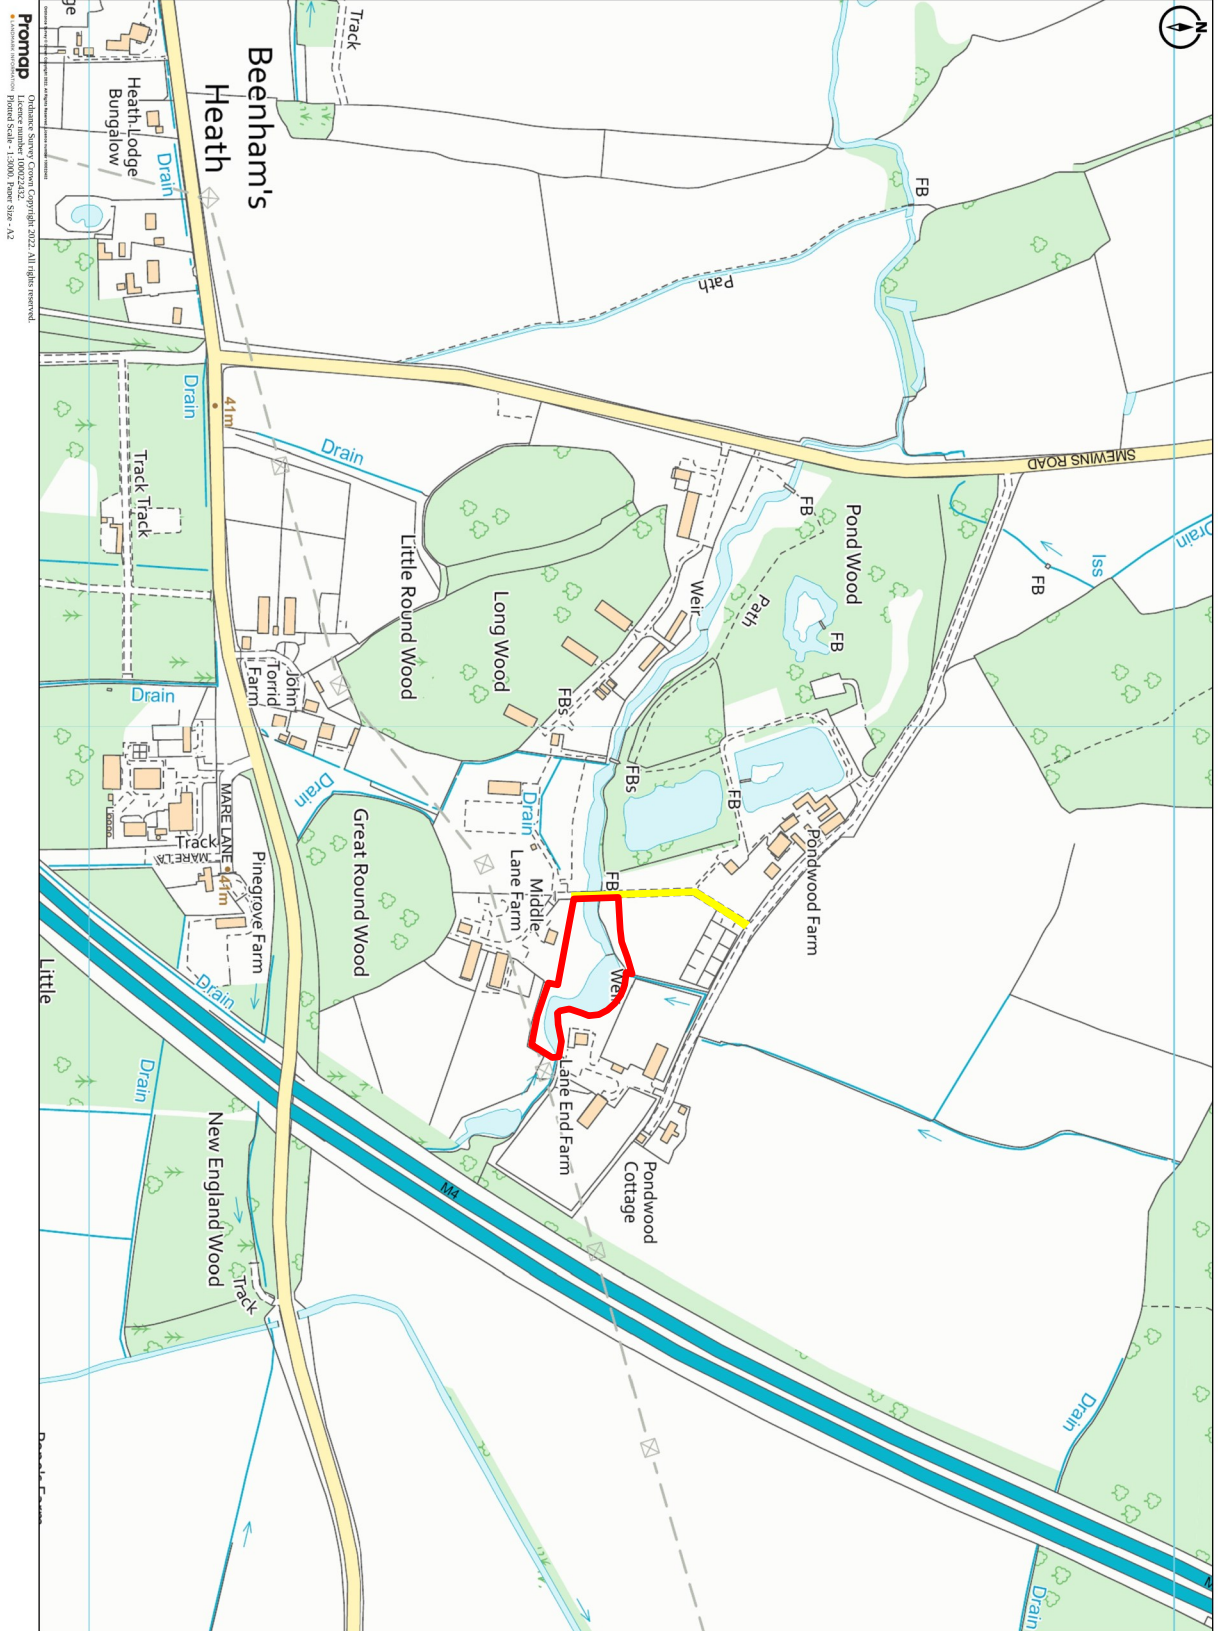 N
Track
Beenham's
Heath
Heath Lodge
Bungalow
Drain
ge
FB
Path
SMEWINS ROAD
41m
Drain
Drain
Track
Track
Drain
Little Round Wood
Long Wood
Weir
FB
Pond Wood
Path
FB
Iss
Drain
FB
John
Torrid
Farm
FBs
FBs
FB
Drain
MARE LANE
Track
41m
Pinegrove Farm
Great Round Wood
Drain
Middle
Lane Farm
FB
Pondwood Farm
Weir
Lane End Farm
Pondwood
Cottage
Little
Drain
Drain
New England Wood
Track
M4
Drain
Drain
Promap
LANDMARK INFORMATION
Ordnance Survey Crown Copyright 2022. All rights reserved.
Licence number 100022432.
Plotted Scale - 1:3000. Paper Size - A2